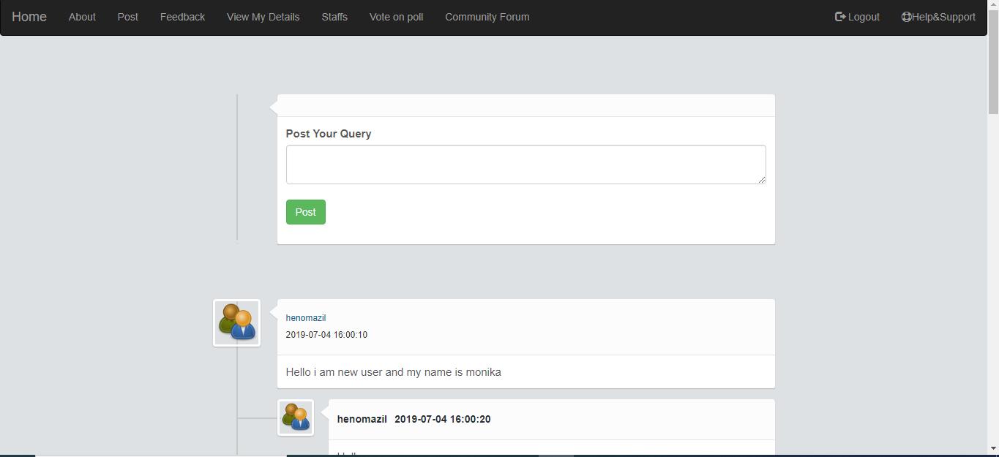 Home About Post Feedback View My Details Staffs Vote on poll Community Forum Logout Help&Support
Post Your Query
Post
henomazil
2019-07-04 16:00:10
Hello i am new user and my name is monika
henomazil 2019-07-04 16:00:20